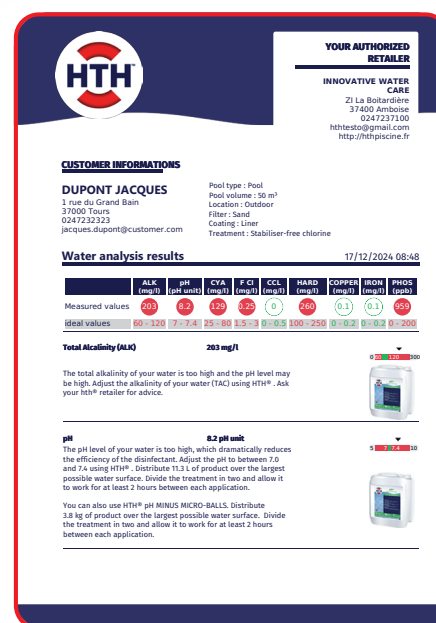 HTH
YOUR AUTHORIZED
RETAILER
INNOVATIVE WATER
CARE
ZI La Boitardière
37400 Amboise
0247237100
hthtesto@gmail.com
http://hthpiscine.fr
CUSTOMER INFORMATIONS
DUPONT JACQUES
1 rue du Grand Bain
37000 Tours
0247232323
jacques.dupont@customer.com
Pool type : Pool
Pool volume : 50 m³
Location : Outdoor
Filter : Sand
Coating : Liner
Treatment : Stabiliser-free chlorine
Water analysis results 17/12/2024 08:48
ALK (mg/l) pH (pH unit) CYA (mg/l) F Cl (mg/l) CCL (mg/l) HARD (mg/l) COPPER (mg/l) IRON (mg/l) PHOS (ppb)
Measured values 203 8.2 129 0.25 0 260 0.1 0.1 959
ideal values 60 - 120 7 - 7.4 25 - 80 1.5 - 3 0 - 0.5 100 - 250 0 - 0.2 0 - 0.2 0 - 200
Total Alcalinity (ALK) 203 mg/l
0 120 300
The total alkalinity of your water is too high and the pH level may
be high. Adjust the alkalinity of your water (TAC) using HTH® . Ask
your hth® retailer for advice.
pH 8.2 pH unit
5 7 7.4 10
The pH level of your water is too high, which dramatically reduces
the efficiency of the disinfectant. Adjust the pH to between 7.0
and 7.4 using HTH® . Distribute 11.3 L of product over the largest
possible water surface. Divide the treatment in two and allow it
to work for at least 2 hours between each application.
You can also use HTH® pH MINUS MICRO-BALLS. Distribute
3.8 kg of product over the largest possible water surface. Divide
the treatment in two and allow it to work for at least 2 hours
between each application.